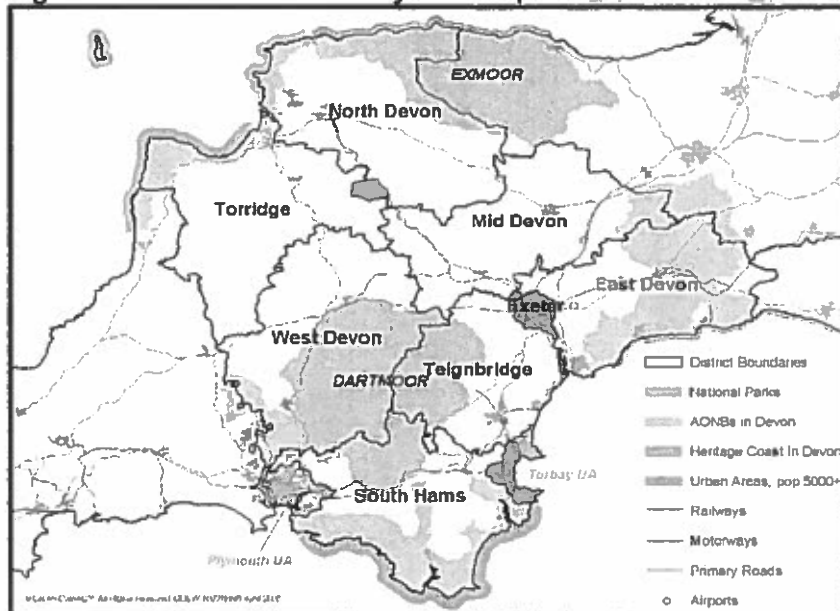 EXMOOR
North Devon
Torridge
Mid Devon
East Devon
Exeter
West Devon
Teignbridge
DARTMOOR
Torbay UA
South Hams
Plymouth UA
District Boundaries
National Parks
AONBs in Devon
Heritage Coast In Devon
Urban Areas, pop 5000+
Railways
Motorways
Primary Roads
Airports